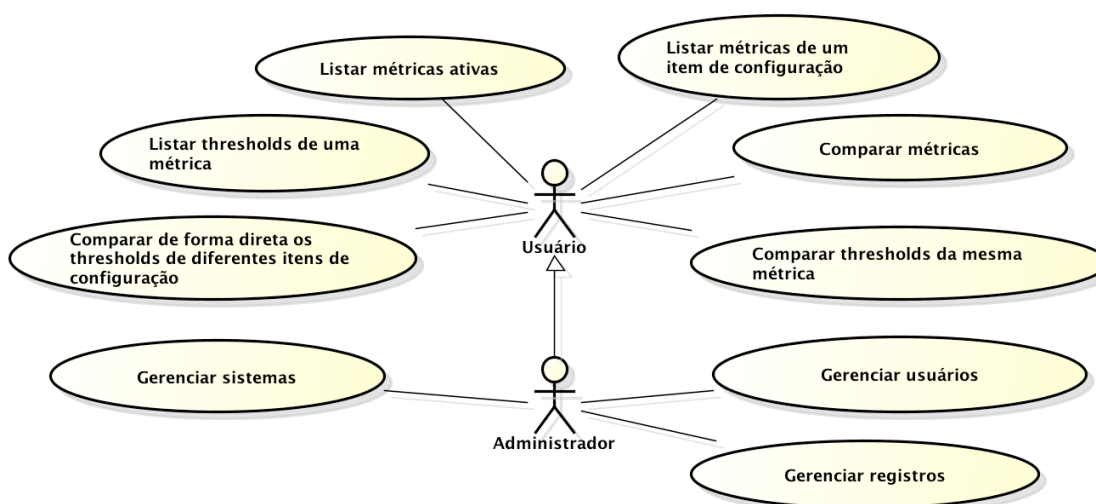 Listar métricas ativas
Listar métricas de um
item de configuração
Listar thresholds de uma
métrica
Comparar métricas
Usuário
Comparar de forma direta os
thresholds de diferentes itens de
configuração
Comparar thresholds da mesma
métrica
Gerenciar sistemas
Gerenciar usuários
Administrador
Gerenciar registros